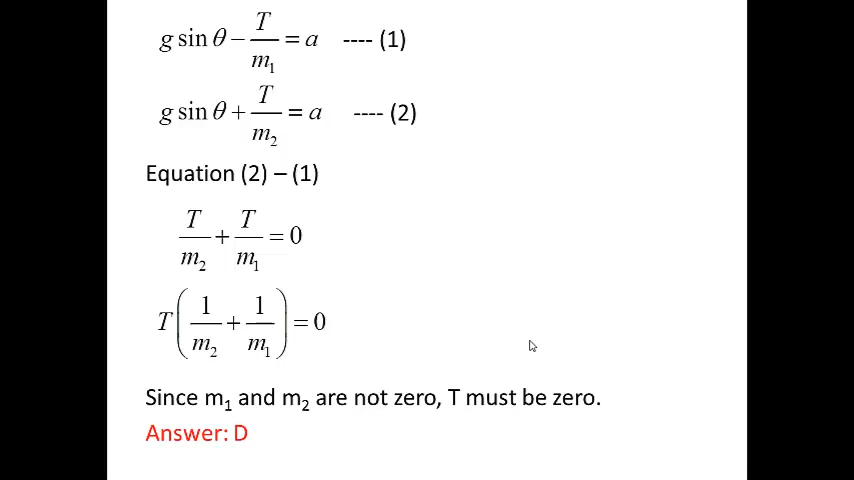 g sin θ − T/m₁ = a ---- (1)
g sin θ + T/m₂ = a ---- (2)
Equation (2) – (1)
T/m₂ + T/m₁ = 0
T(1/m₂ + 1/m₁) = 0
Since m₁ and m₂ are not zero, T must be zero.
Answer: D